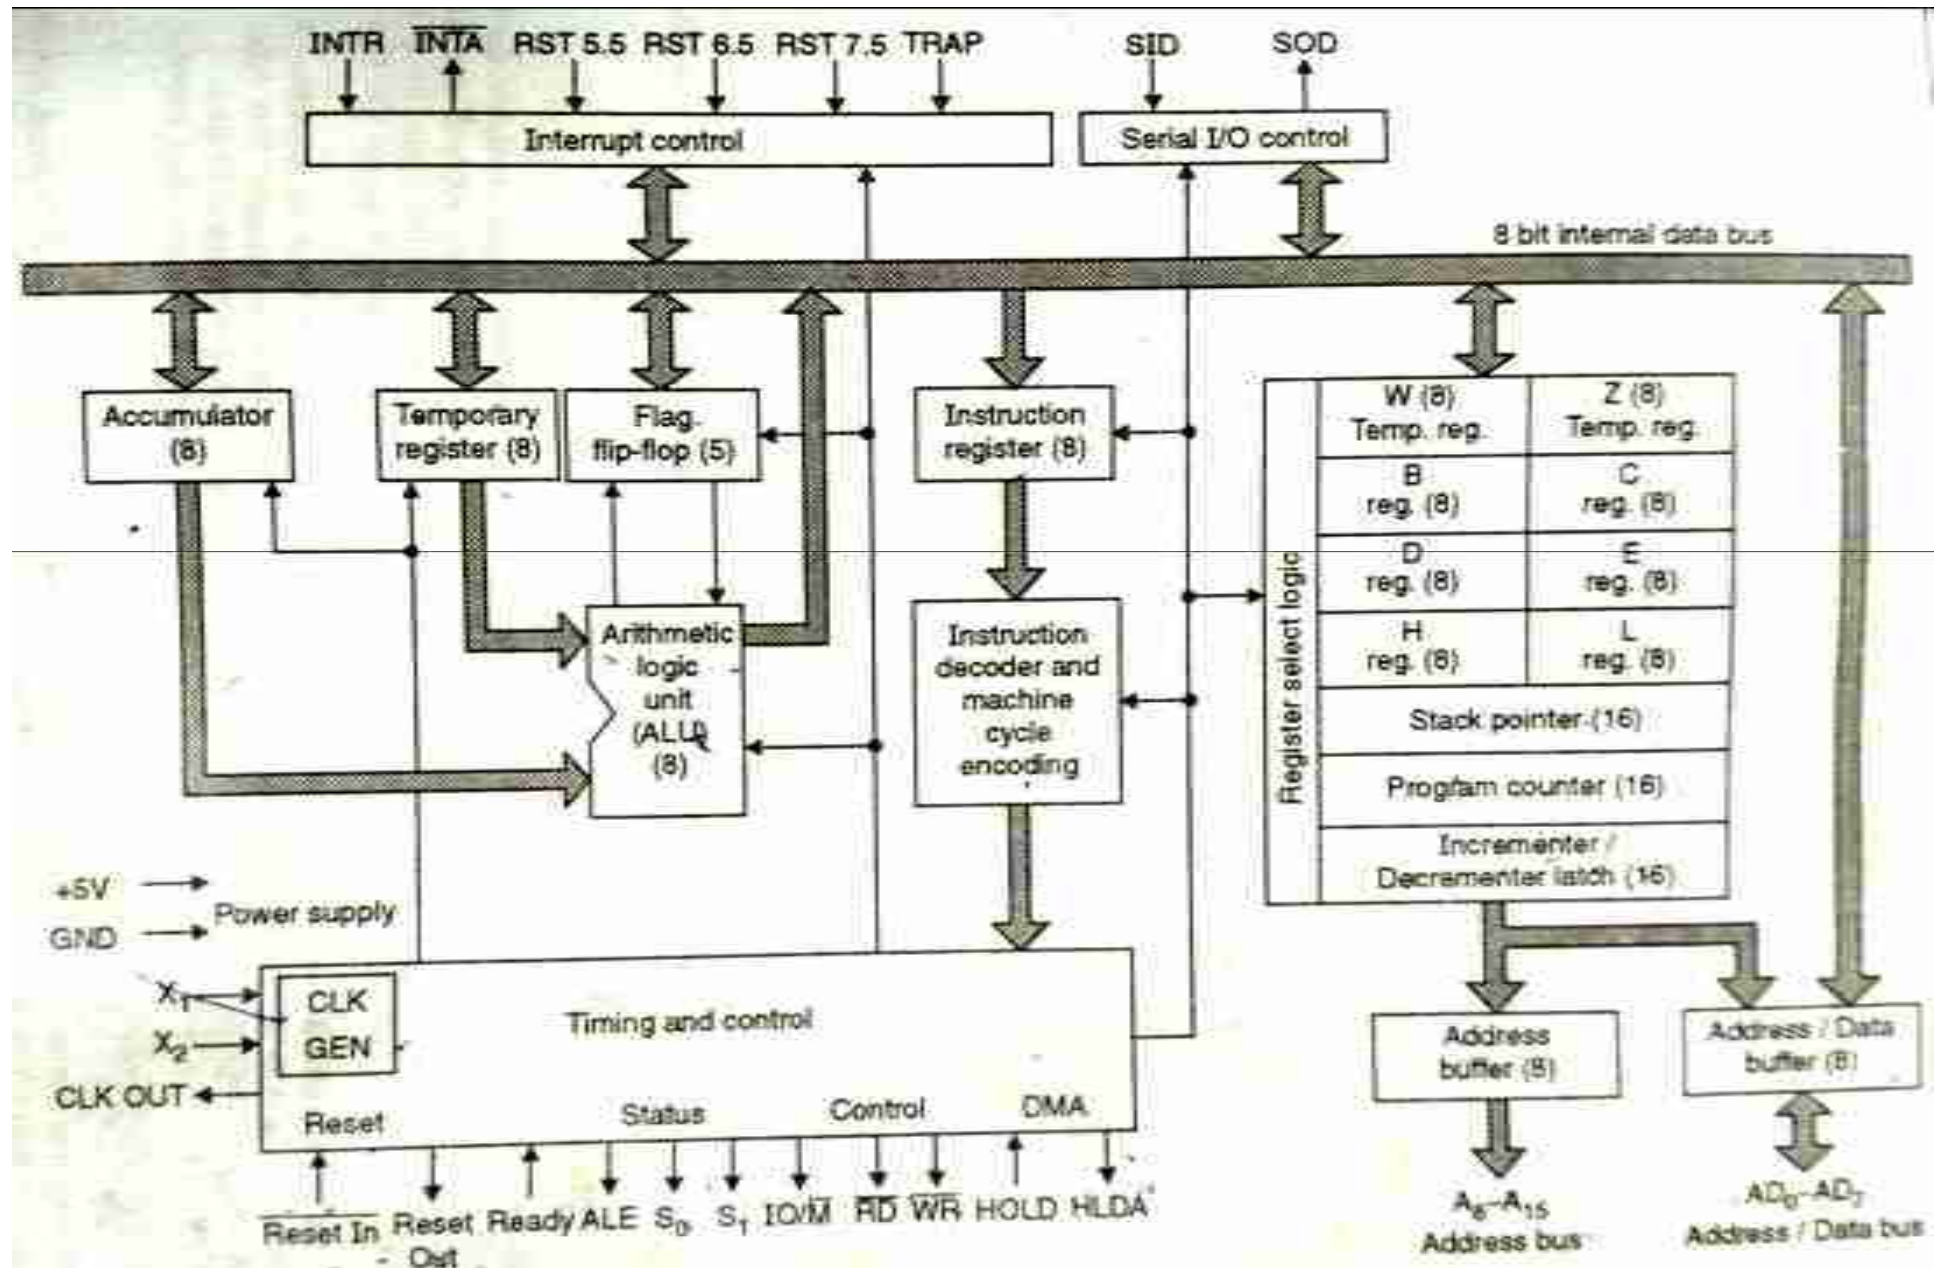 INTR INTA RST 5.5 RST 6.5 RST 7.5 TRAP SID SOD
Interrupt control
Serial I/O control
8 bit internal data bus
Accumulator
(8)
Temporary
register (8)
Flag.
flip-flop (5)
Instruction
register (8)
W (8)
Temp. reg.
Z (8)
Temp. reg.
B
reg. (8)
C
reg. (8)
D
reg. (8)
E
reg. (8)
H
reg. (8)
L
reg. (8)
Stack pointer (16)
Program counter (16)
Incrementer /
Decrementer latch (16)
Register select logic
Arithmetic
logic
unit
(ALU)
(8)
Instruction
decoder and
machine
cycle
encoding
+5V
GND
Power supply
X1
X2
CLK OUT
CLK
GEN
Timing and control
Reset
Status
Control
DMA
Reset In
Reset
Out
Ready
ALE
S0
S1
IO/M
RD
WR
HOLD
HLDA
Address
buffer (8)
Address / Data
buffer (8)
A8–A15
Address bus
AD0–AD7
Address / Data bus